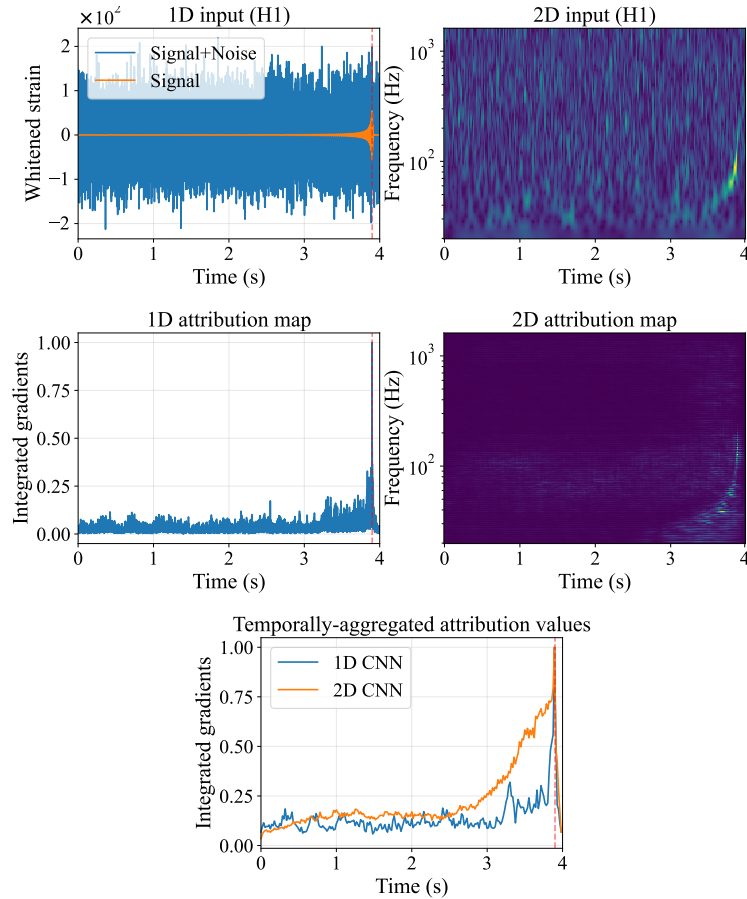 1D input (H1)
×10²
2
1
0
−1
−2
Whitened strain
Signal+Noise
Signal
0 1 2 3 4
Time (s)
2D input (H1)
10³
10²
Frequency (Hz)
0 1 2 3 4
Time (s)
1D attribution map
1.00
0.75
0.50
0.25
0.00
Integrated gradients
0 1 2 3 4
Time (s)
2D attribution map
10³
10²
Frequency (Hz)
0 1 2 3 4
Time (s)
Temporally-aggregated attribution values
1.00
0.75
0.50
0.25
0.00
Integrated gradients
1D CNN
2D CNN
0 1 2 3 4
Time (s)